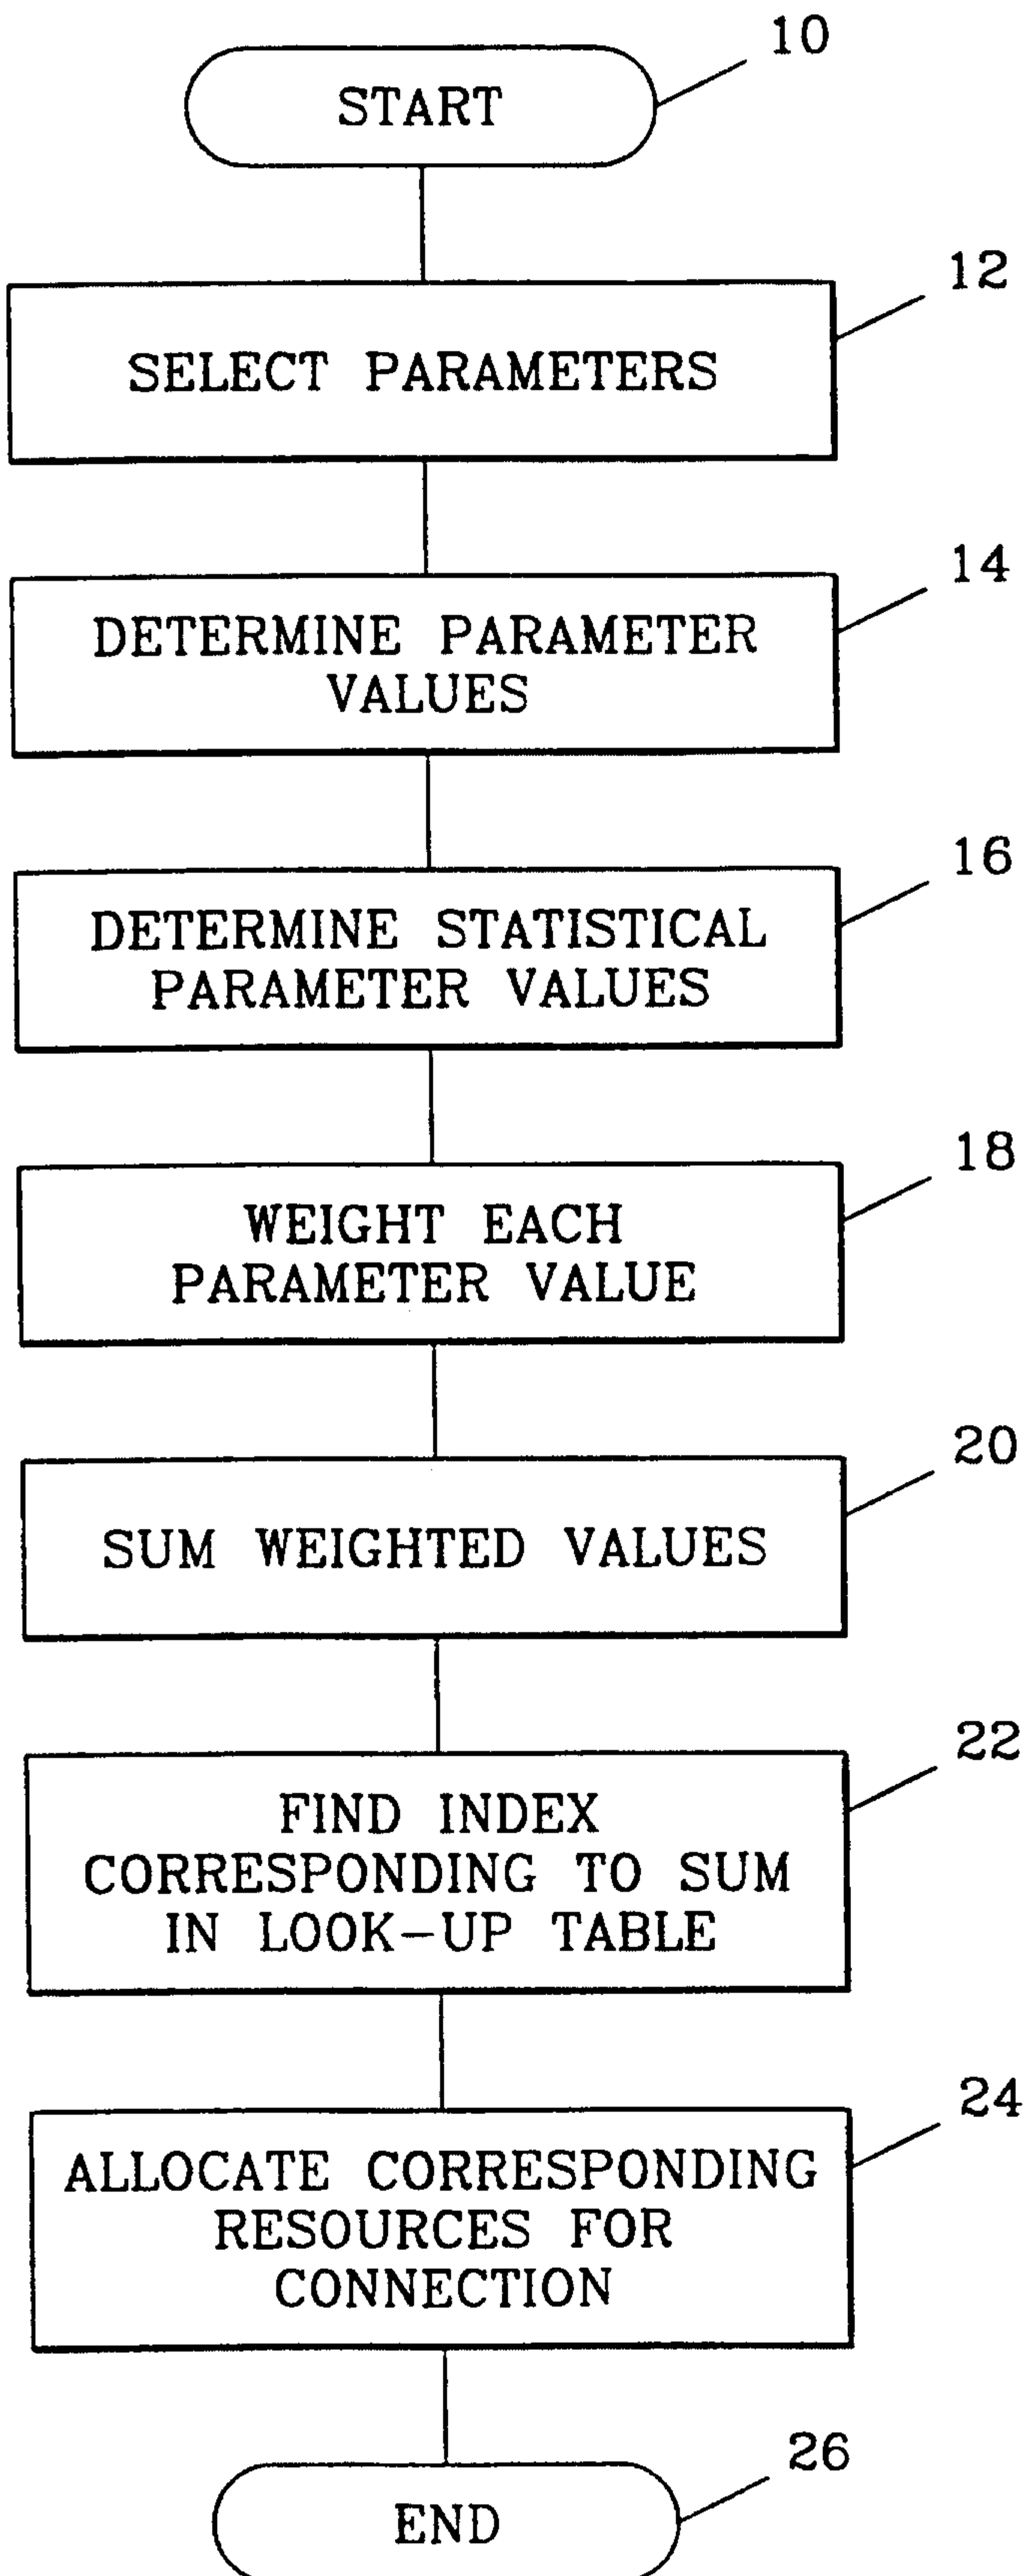 10
START
12
SELECT PARAMETERS
14
DETERMINE PARAMETER
VALUES
16
DETERMINE STATISTICAL
PARAMETER VALUES
18
WEIGHT EACH
PARAMETER VALUE
20
SUM WEIGHTED VALUES
22
FIND INDEX
CORRESPONDING TO SUM
IN LOOK-UP TABLE
24
ALLOCATE CORRESPONDING
RESOURCES FOR
CONNECTION
26
END